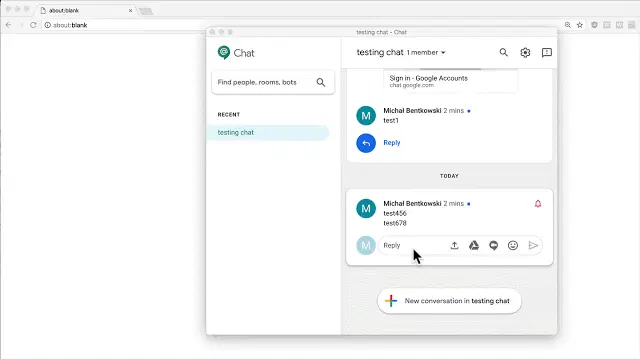 about:blank
about:blank
testing chat - Chat
Chat
testing chat 1 member
Find people, rooms, bots
RECENT
testing chat
Sign in - Google Accounts
chat.google.com
Michał Bentkowski 2 mins
test1
Reply
TODAY
M
Michał Bentkowski 2 mins
test456
test678
M
Reply
New conversation in testing chat